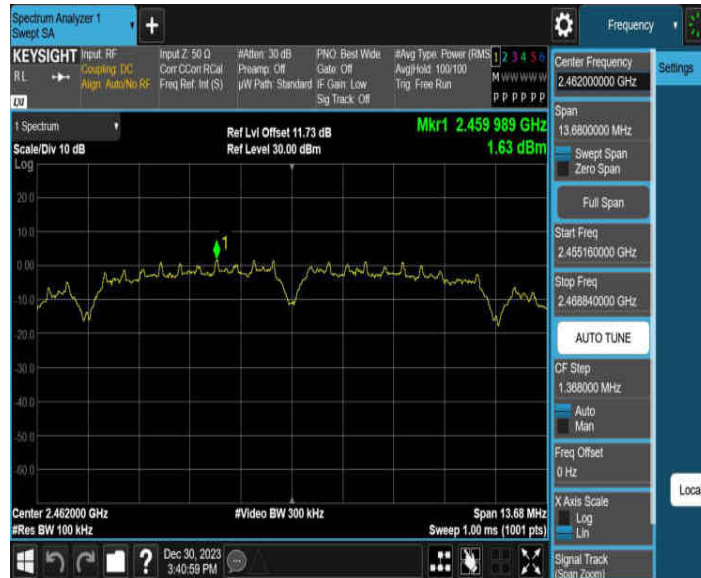 Spectrum Analyzer 1
Swept SA
+
Frequency
KEYSIGHT
RL
LXI
Input: RF
Coupling: DC
Align: Auto/No RF
Input Z: 50 Ω
Corr CCorr RCal
Freq Ref: Int (S)
#Atten: 30 dB
Preamp: Off
µW Path: Standard
PNO: Best Wide
Gate: Off
IF Gain: Low
Sig Track: Off
#Avg Type: Power (RMS
Avg|Hold: 100/100
Trig: Free Run
1 2 3 4 5 6
M W W W W W
P P P P P P
1 Spectrum
Scale/Div 10 dB
Log
Ref Lvl Offset 11.73 dB
Ref Level 30.00 dBm
Mkr1 2.459 989 GHz
1.63 dBm
20.0
10.0
0.00
-10.0
-20.0
-30.0
-40.0
-50.0
-60.0
1
Center 2.462000 GHz
#Res BW 100 kHz
#Video BW 300 kHz
Span 13.68 MHz
Sweep 1.00 ms (1001 pts)
Dec 30, 2023
3:40:59 PM
?
Center Frequency
2.462000000 GHz
Span
13.6800000 MHz
Swept Span
Zero Span
Full Span
Start Freq
2.455160000 GHz
Stop Freq
2.468840000 GHz
AUTO TUNE
CF Step
1.368000 MHz
Auto
Man
Freq Offset
0 Hz
X Axis Scale
Log
Lin
Signal Track
(Span Zoom)
Settings
Loca